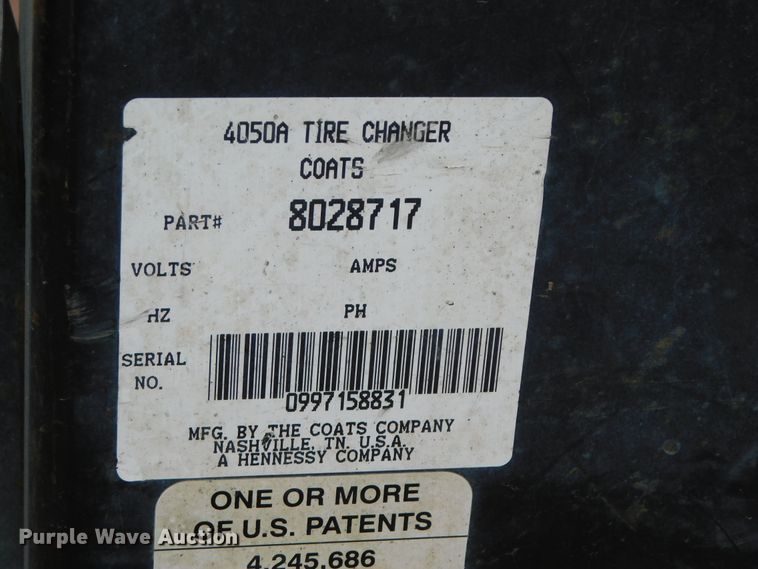 4050A TIRE CHANGER
COATS
PART# 8028717
VOLTS AMPS
HZ PH
SERIAL
NO.
0997158831
MFG. BY THE COATS COMPANY
NASHVILLE, TN. U.S.A.
A HENNESSY COMPANY
ONE OR MORE
OF U.S. PATENTS
4,245,686
Purple Wave Auction